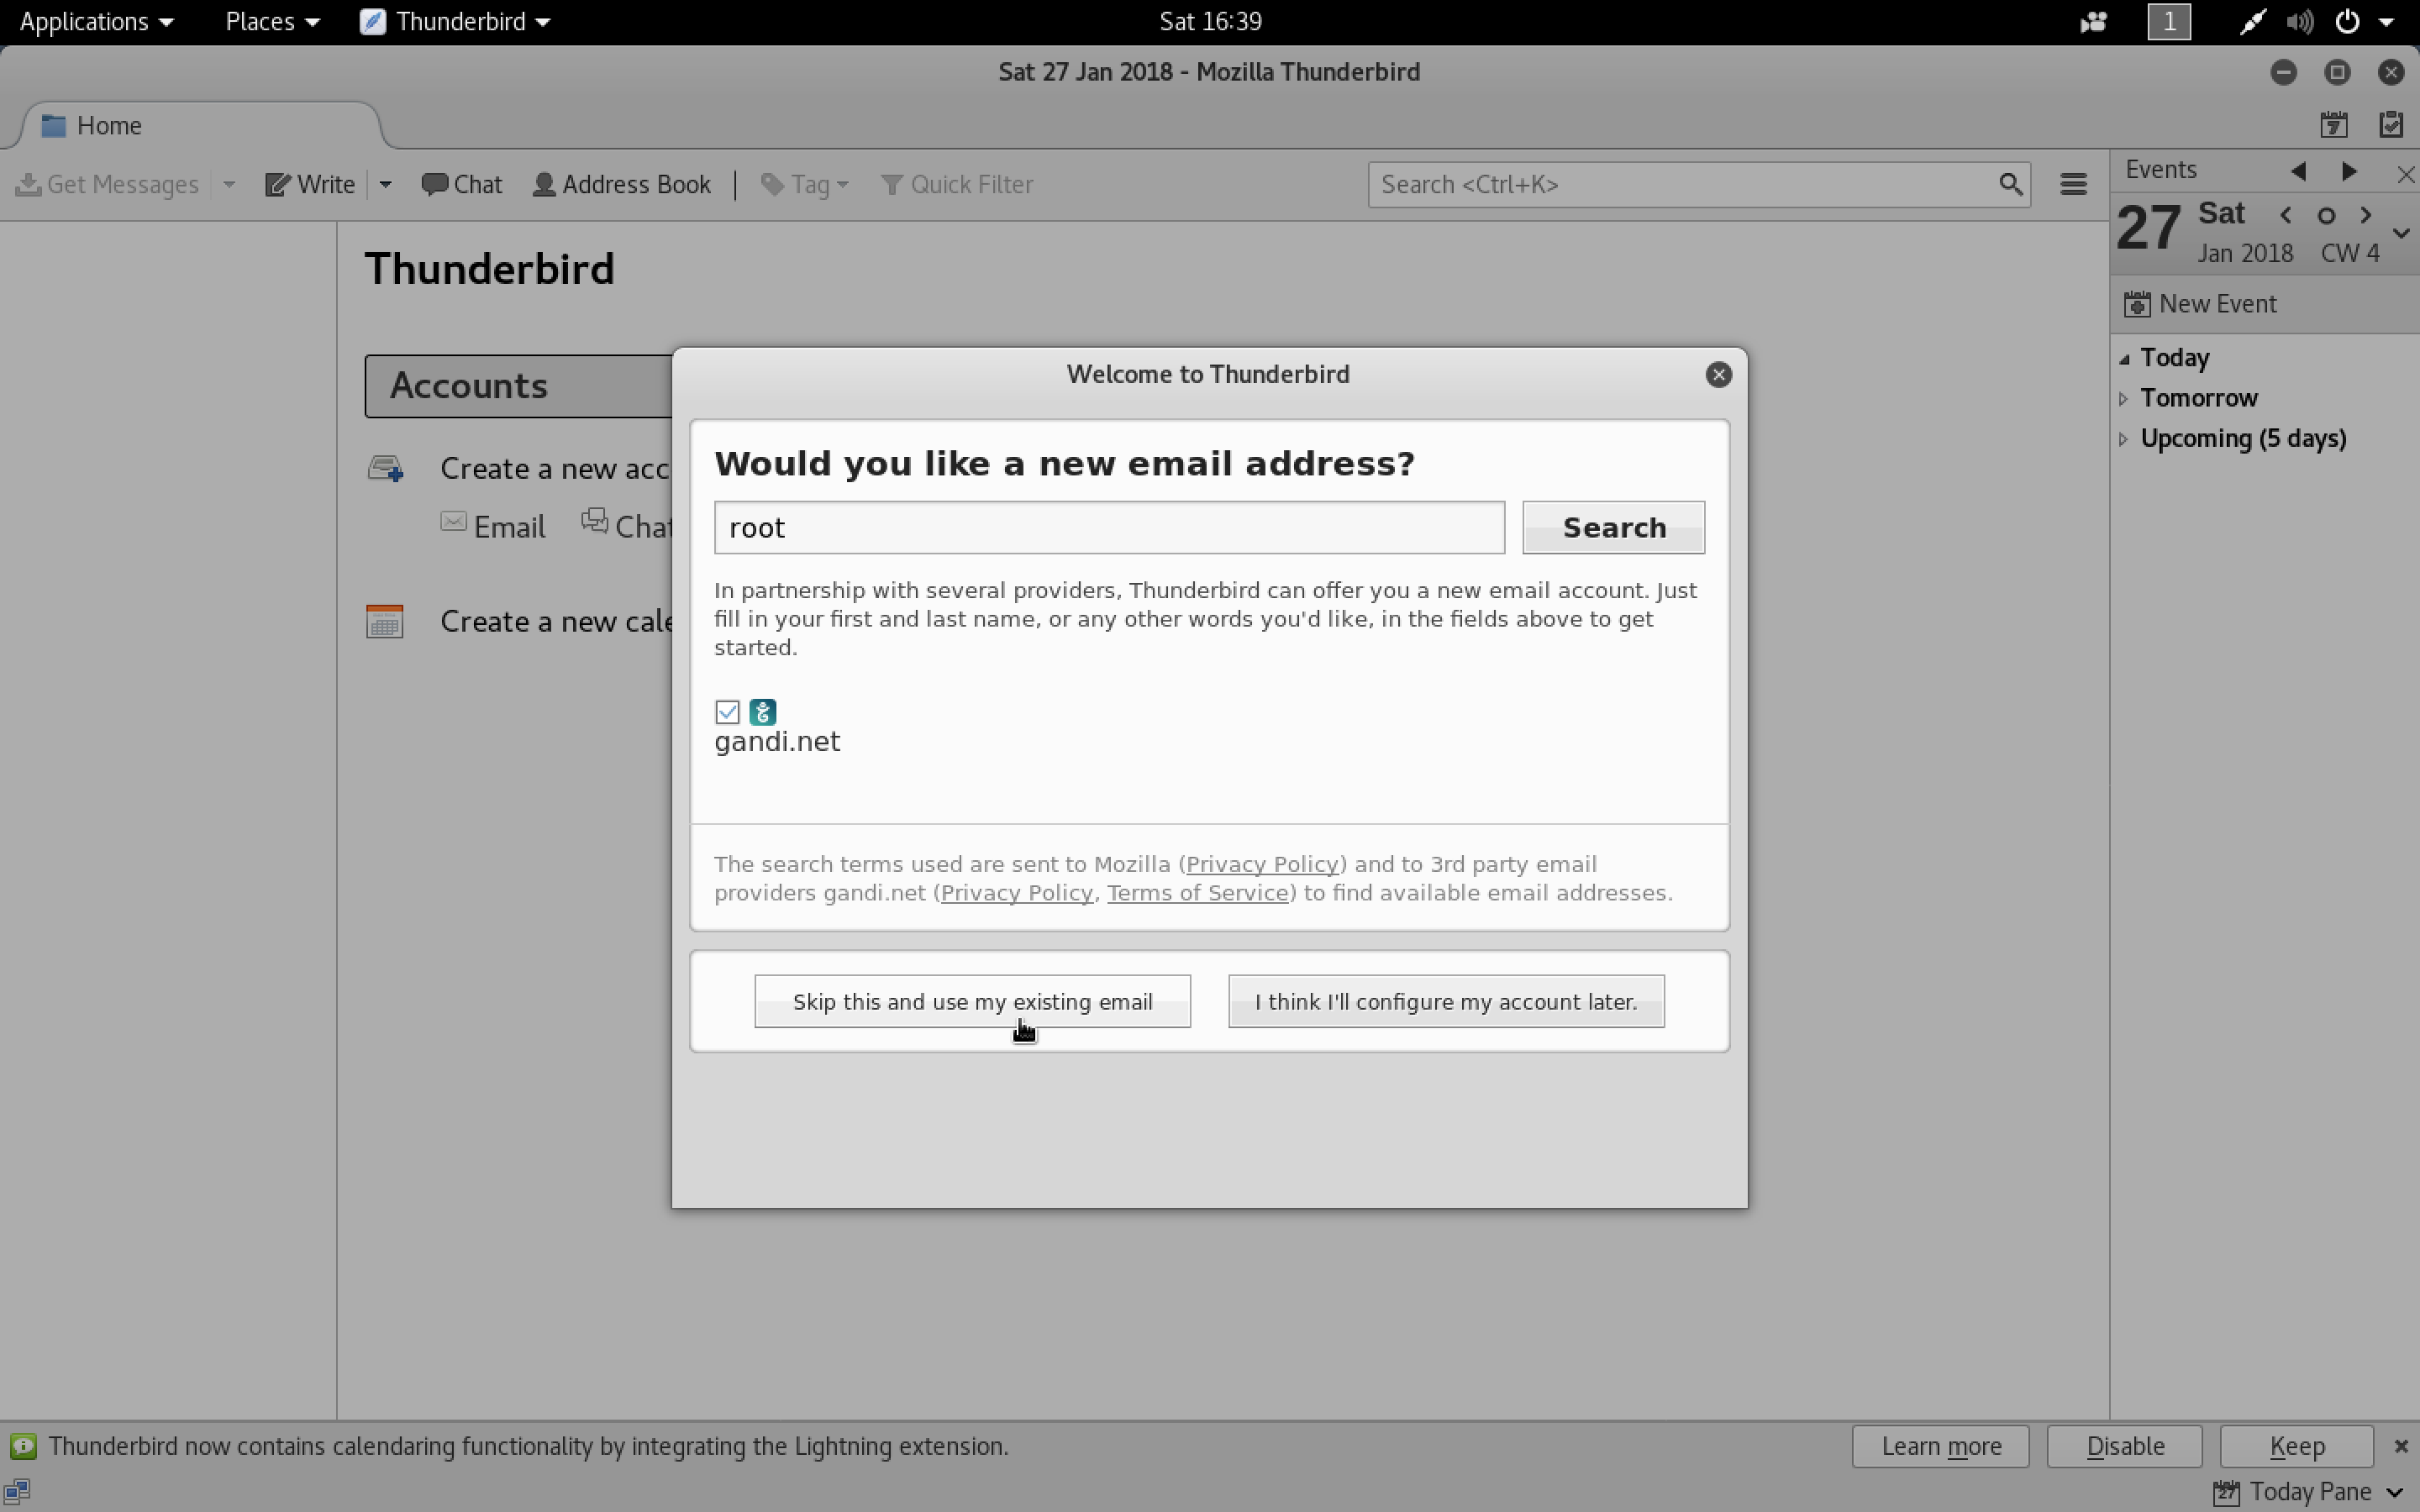 Applications Places Thunderbird Sat 16:39 1
Sat 27 Jan 2018 - Mozilla Thunderbird
Home 7
Get Messages Write Chat Address Book Tag Quick Filter Search <Ctrl+K>
Events
27 Sat
Jan 2018 CW 4
New Event
Today
Tomorrow
Upcoming (5 days)
Thunderbird
Accounts
Create a new acc
Email Chat
Create a new cale
Welcome to Thunderbird
Would you like a new email address?
root Search
In partnership with several providers, Thunderbird can offer you a new email account. Just
fill in your first and last name, or any other words you'd like, in the fields above to get
started.
gandi.net
The search terms used are sent to Mozilla (Privacy Policy) and to 3rd party email
providers gandi.net (Privacy Policy, Terms of Service) to find available email addresses.
Skip this and use my existing email I think I'll configure my account later.
Thunderbird now contains calendaring functionality by integrating the Lightning extension. Learn more Disable Keep
27 Today Pane